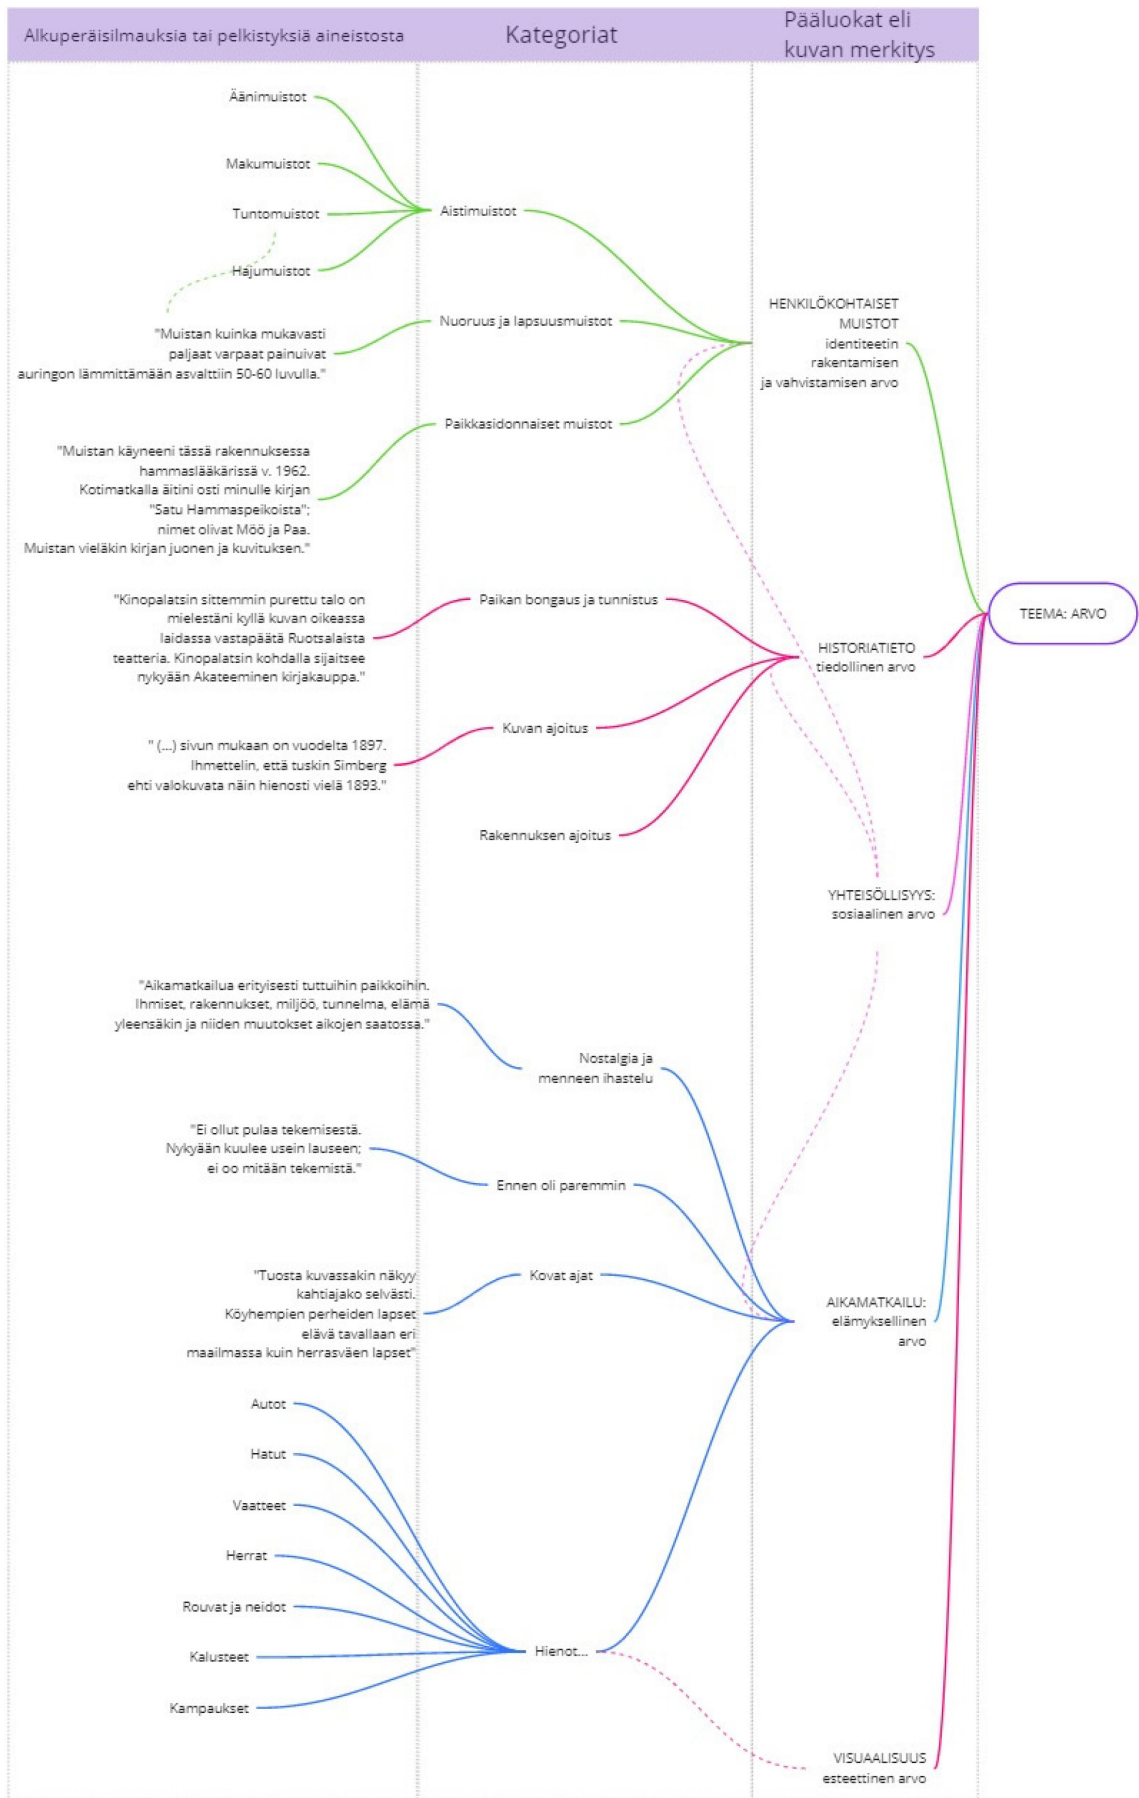 Alkuperäisilmauksia tai pelkistyksiä aineistosta
Kategoriat
Pääluokat eli
kuvan merkitys
Äänimuistot
Makumuistot
Tuntomuistot
Hajumuistot
Aistimuistot
"Muistan kuinka mukavasti
paljaat varpaat painuivat
auringon lämmittämään asvalttiin 50-60 luvulla."
Nuoruus ja lapsuusmuistot
HENKILÖKOHTAISET
MUISTOT
identiteetin
rakentamisen
ja vahvistamisen arvo
Paikkasidonnaiset muistot
"Muistan käyneeni tässä rakennuksessa
hammaslääkärissä v. 1962.
Kotimatkalla äitini osti minulle kirjan
"Satu Hammaspeikoista";
nimet olivat Möö ja Paa.
Muistan vieläkin kirjan juonen ja kuvituksen."
"Kinopalatsin sittemmin purettu talo on
mielestäni kyllä kuvan oikeassa
laidassa vastapäätä Ruotsalaista
teatteria. Kinopalatsin kohdalla sijaitsee
nykyään Akateeminen kirjakauppa."
Paikan bongaus ja tunnistus
TEEMA: ARVO
HISTORIATIETO
tiedollinen arvo
Kuvan ajoitus
" (...) sivun mukaan on vuodelta 1897.
Ihmettelin, että tuskin Simberg
ehti valokuvata näin hienosti vielä 1893."
Rakennuksen ajoitus
YHTEISÖLLISYYS:
sosiaalinen arvo
"Aikamatkailua erityisesti tuttuihin paikkoihin.
Ihmiset, rakennukset, miljöö, tunnelma, elämä
yleensäkin ja niiden muutokset aikojen saatossa."
Nostalgia ja
menneen ihastelu
"Ei ollut pulaa tekemisestä.
Nykyään kuulee usein lauseen;
ei oo mitään tekemistä."
Ennen oli paremmin
"Tuosta kuvassakin näkyy
kahtiajako selvästi.
Köyhempien perheiden lapset
elävä tavallaan eri
maailmassa kuin herrasväen lapset"
Kovat ajat
AIKAMATKAILU:
elämyksellinen
arvo
Autot
Hatut
Vaatteet
Herrat
Rouvat ja neidot
Kalusteet
Kampaukset
Hienot...
VISUAALISUUS
esteettinen arvo